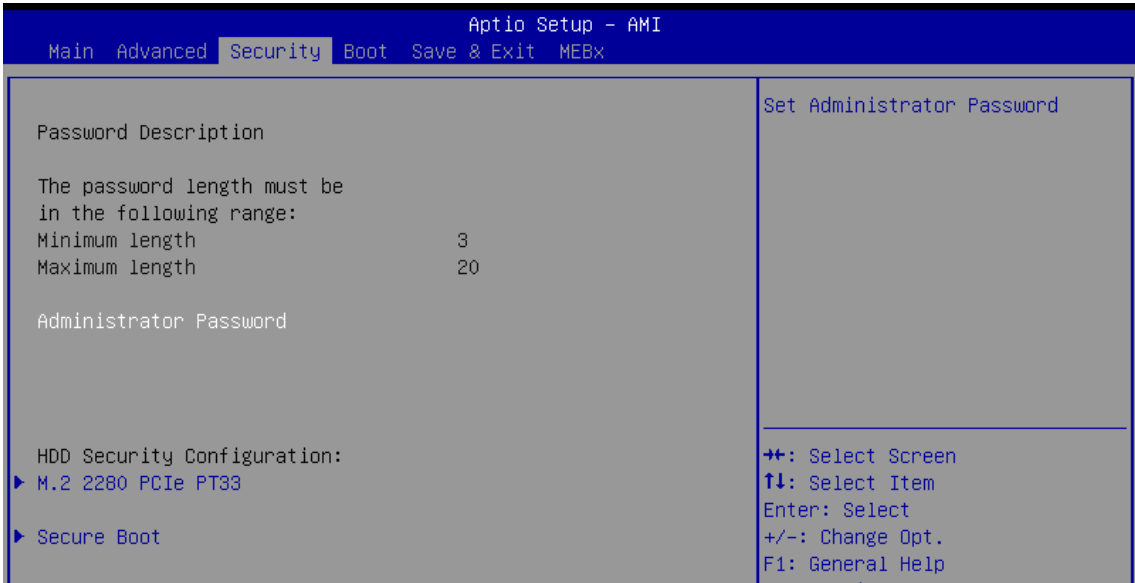 Aptio Setup – AMI
Main Advanced Security Boot Save & Exit MEBx
Password Description
The password length must be
in the following range:
Minimum length 3
Maximum length 20
Administrator Password
HDD Security Configuration:
▶ M.2 2280 PCIe PT33
▶ Secure Boot
Set Administrator Password
→←: Select Screen
↑↓: Select Item
Enter: Select
+/-: Change Opt.
F1: General Help